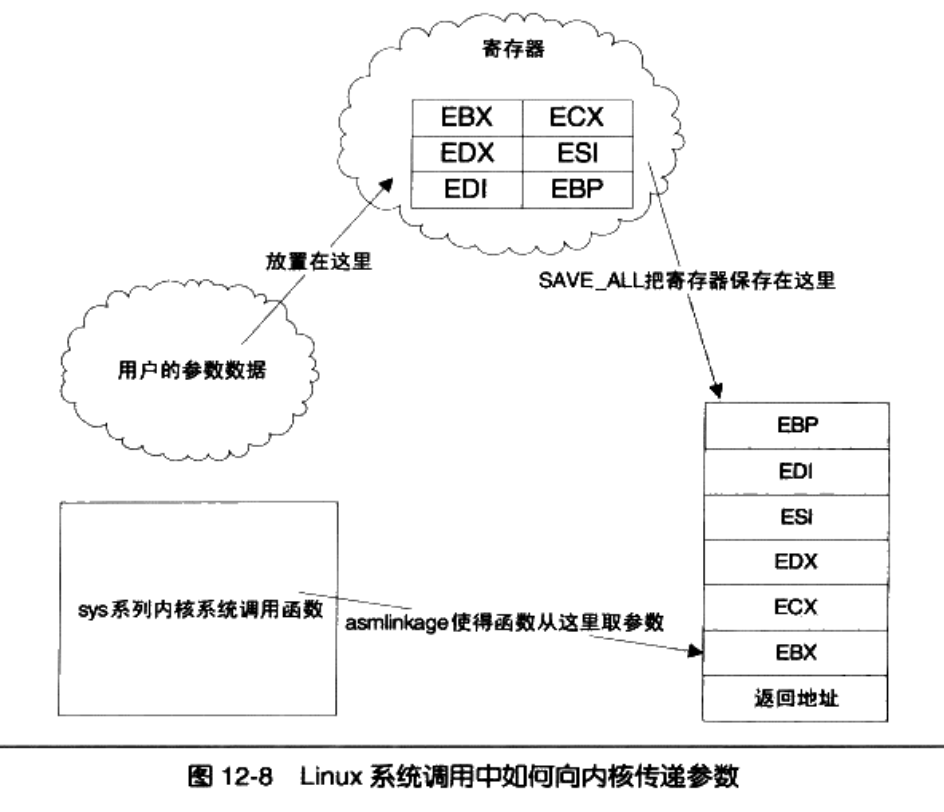 寄存器
EBX ECX
EDX ESI
EDI EBP
放置在这里
SAVE_ALL把寄存器保存在这里
用户的参数数据
EBP
EDI
ESI
EDX
ECX
EBX
返回地址
sys系列内核系统调用函数
asmlinkage使得函数从这里取参数
图 12-8 Linux 系统调用中如何向内核传递参数